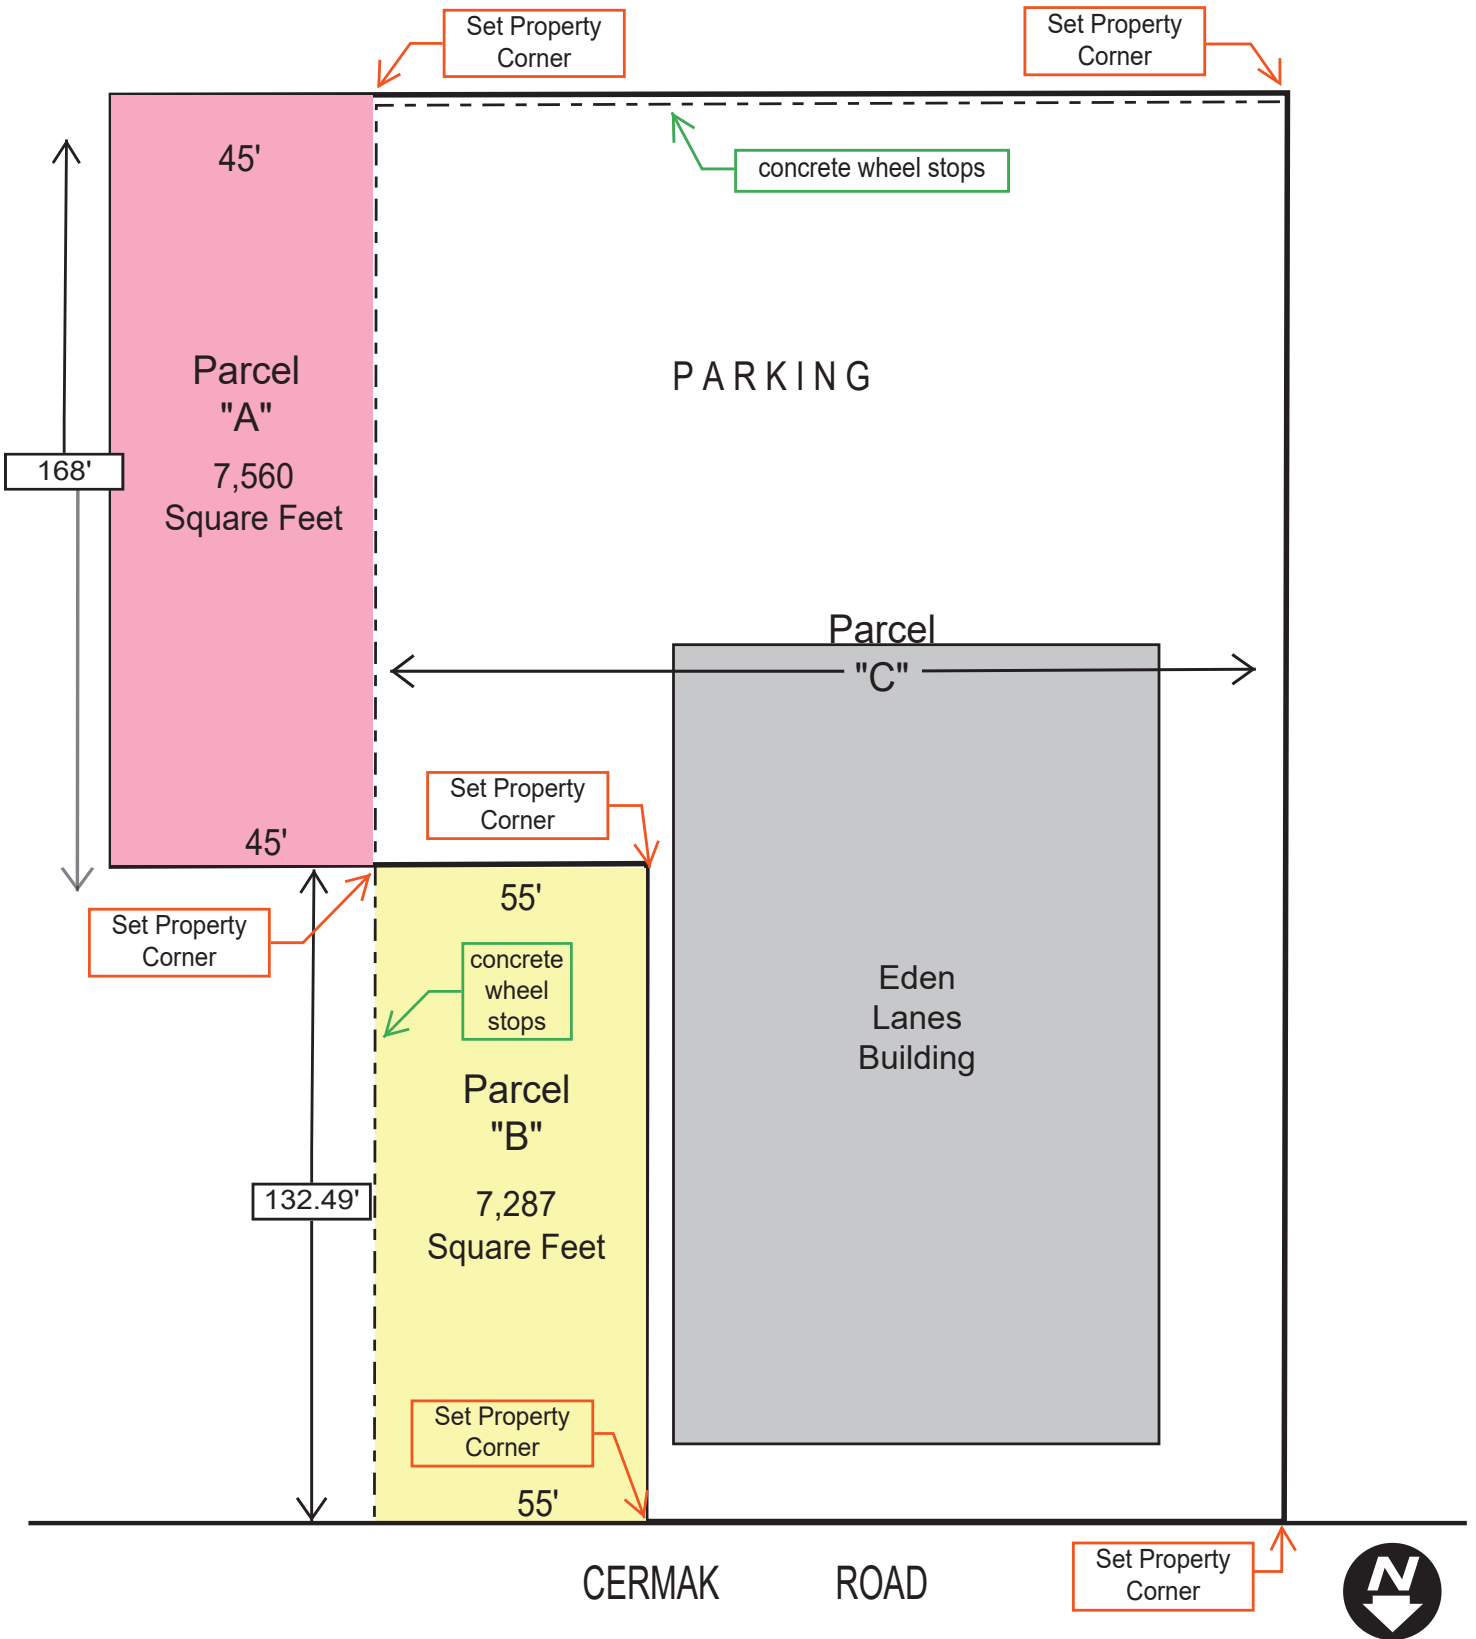 Set Property
Corner
Set Property
Corner
45'
concrete wheel stops
PARKING
Parcel
"A"
168'
7,560
Square Feet
Parcel
"C"
Set Property
Corner
45'
55'
Set Property
Corner
concrete
wheel
stops
Eden
Lanes
Building
Parcel
"B"
132.49'
7,287
Square Feet
Set Property
Corner
55'
CERMAK ROAD
Set Property
Corner
N